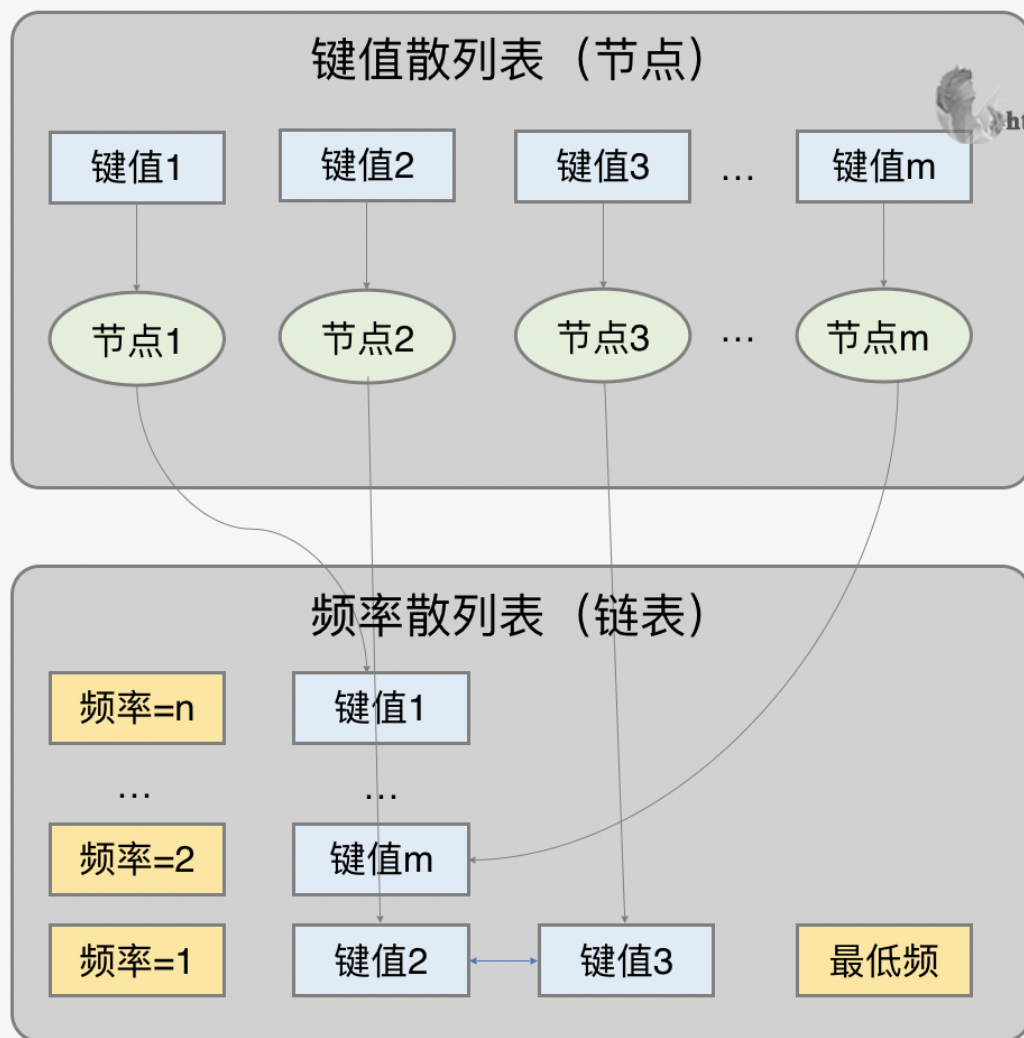 键值散列表（节点）
ht
键值1 键值2 键值3 … 键值m
节点1 节点2 节点3 … 节点m
频率散列表（链表）
频率=n 键值1
… …
频率=2 键值m
频率=1 键值2 键值3 最低频